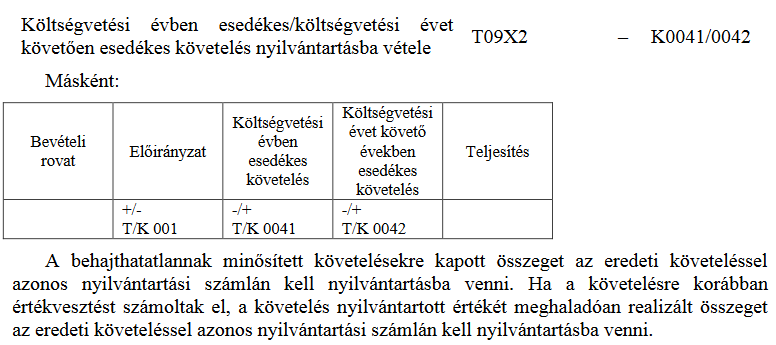 Költségvetési évben esedékes/költségvetési évet
követően esedékes követelés nyilvántartásba vétele T09X2 – K0041/0042
Másként:
Bevételi
rovat
Előirányzat
Költségvetési
évben
esedékes
követelés
Költségvetési
évet követő
években
esedékes
követelés
Teljesítés
+/-
T/K 001
-/+
T/K 0041
-/+
T/K 0042
A behajthatatlannak minősített követelésekre kapott összeget az eredeti követeléssel
azonos nyilvántartási számlán kell nyilvántartásba venni. Ha a követelésre korábban
értékvesztést számoltak el, a követelés nyilvántartott értékét meghaladóan realizált összeget
az eredeti követeléssel azonos nyilvántartási számlán kell nyilvántartásba venni.